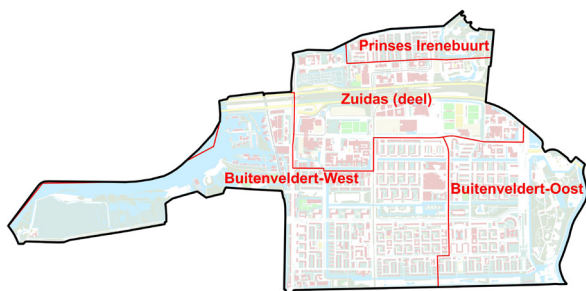 Prinses Irenebuurt
Zuidas (deel)
Buitenveldert-West
Buitenveldert-Oost